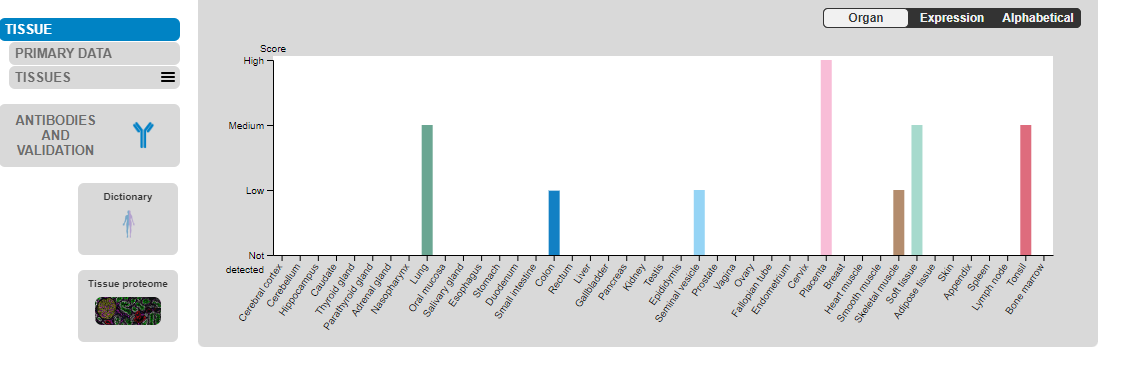 TISSUE
PRIMARY DATA
TISSUES
ANTIBODIES
AND
VALIDATION
Dictionary
Tissue proteome
Organ
Expression
Alphabetical
Score
High
Medium
Low
Not
detected
Cerebral cortex
Cerebellum
Hippocampus
Caudate
Thyroid gland
Parathyroid gland
Adrenal gland
Nasopharynx
Lung
Oral mucosa
Salivary gland
Esophagus
Stomach
Duodenum
Small intestine
Colon
Rectum
Liver
Gallbladder
Pancreas
Kidney
Testis
Epididymis
Seminal vesicle
Prostate
Vagina
Ovary
Fallopian tube
Endometrium
Cervix
Placenta
Breast
Heart muscle
Smooth muscle
Skeletal muscle
Soft tissue
Adipose tissue
Skin
Appendix
Spleen
Lymph node
Tonsil
Bone marrow